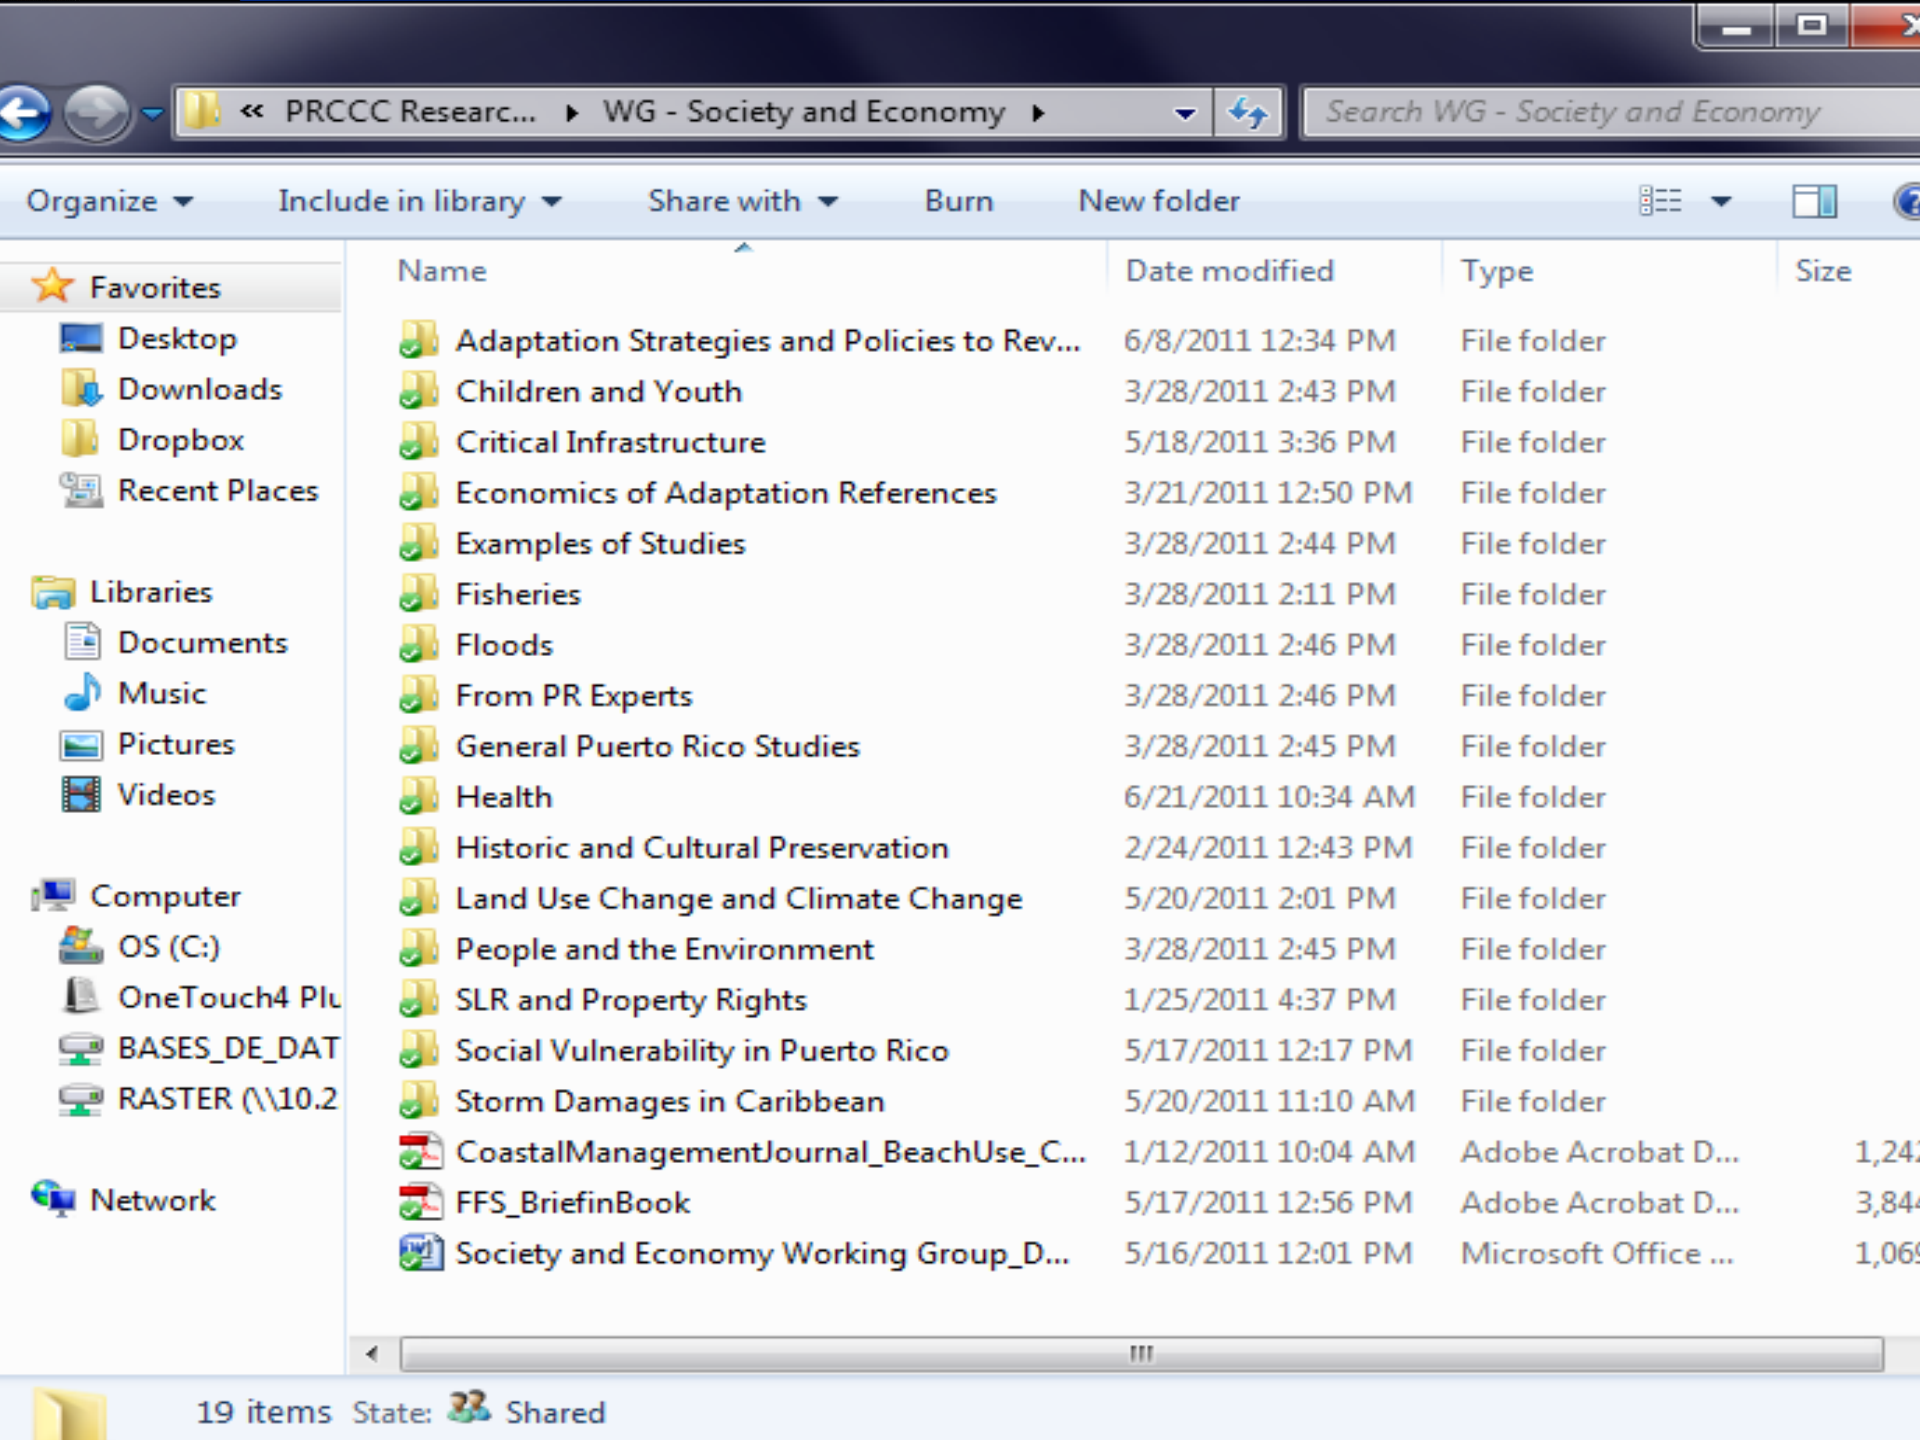 « PRCCC Researc... ▸ WG - Society and Economy ▸
Search WG - Society and Economy
Organize Include in library Share with Burn New folder
Name Date modified Type Size
Favorites
Desktop
Downloads
Dropbox
Recent Places
Libraries
Documents
Music
Pictures
Videos
Computer
OS (C:)
OneTouch4 Plu
BASES_DE_DAT
RASTER (\\10.2
Network
Adaptation Strategies and Policies to Rev... 6/8/2011 12:34 PM File folder
Children and Youth 3/28/2011 2:43 PM File folder
Critical Infrastructure 5/18/2011 3:36 PM File folder
Economics of Adaptation References 3/21/2011 12:50 PM File folder
Examples of Studies 3/28/2011 2:44 PM File folder
Fisheries 3/28/2011 2:11 PM File folder
Floods 3/28/2011 2:46 PM File folder
From PR Experts 3/28/2011 2:46 PM File folder
General Puerto Rico Studies 3/28/2011 2:45 PM File folder
Health 6/21/2011 10:34 AM File folder
Historic and Cultural Preservation 2/24/2011 12:43 PM File folder
Land Use Change and Climate Change 5/20/2011 2:01 PM File folder
People and the Environment 3/28/2011 2:45 PM File folder
SLR and Property Rights 1/25/2011 4:37 PM File folder
Social Vulnerability in Puerto Rico 5/17/2011 12:17 PM File folder
Storm Damages in Caribbean 5/20/2011 11:10 AM File folder
CoastalManagementJournal_BeachUse_C... 1/12/2011 10:04 AM Adobe Acrobat D... 1,242
FFS_BriefinBook 5/17/2011 12:56 PM Adobe Acrobat D... 3,844
Society and Economy Working Group_D... 5/16/2011 12:01 PM Microsoft Office ... 1,069
19 items State: Shared